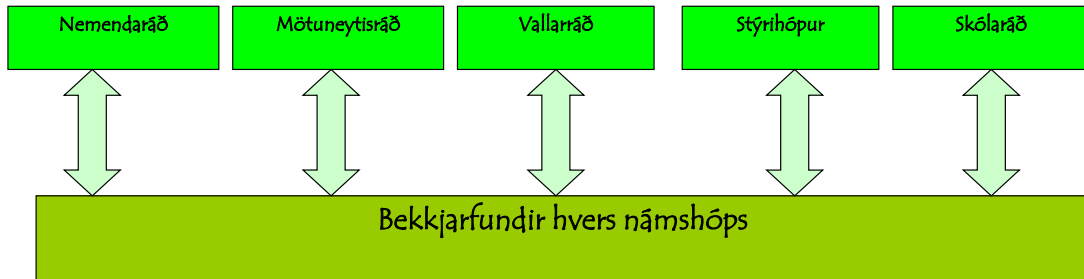 Nemendaráð
Mötuneytisráð
Vallarráð
Stýrihópur
Skólaráð
Bekkjarfundir hvers námshóps